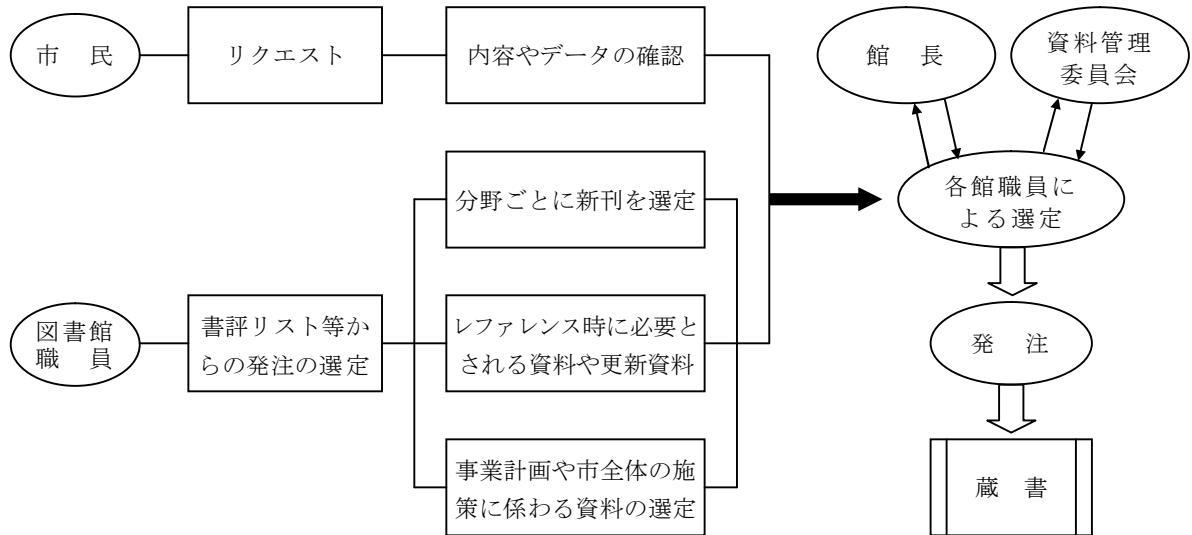 市　民
リクエスト
内容やデータの確認
館　長
資料管理
委員会
分野ごとに新刊を選定
各館職員に
よる選定
図書館
職　員
書評リスト等か
らの発注の選定
レファレンス時に必要と
される資料や更新資料
発　注
事業計画や市全体の施
策に係わる資料の選定
蔵　書